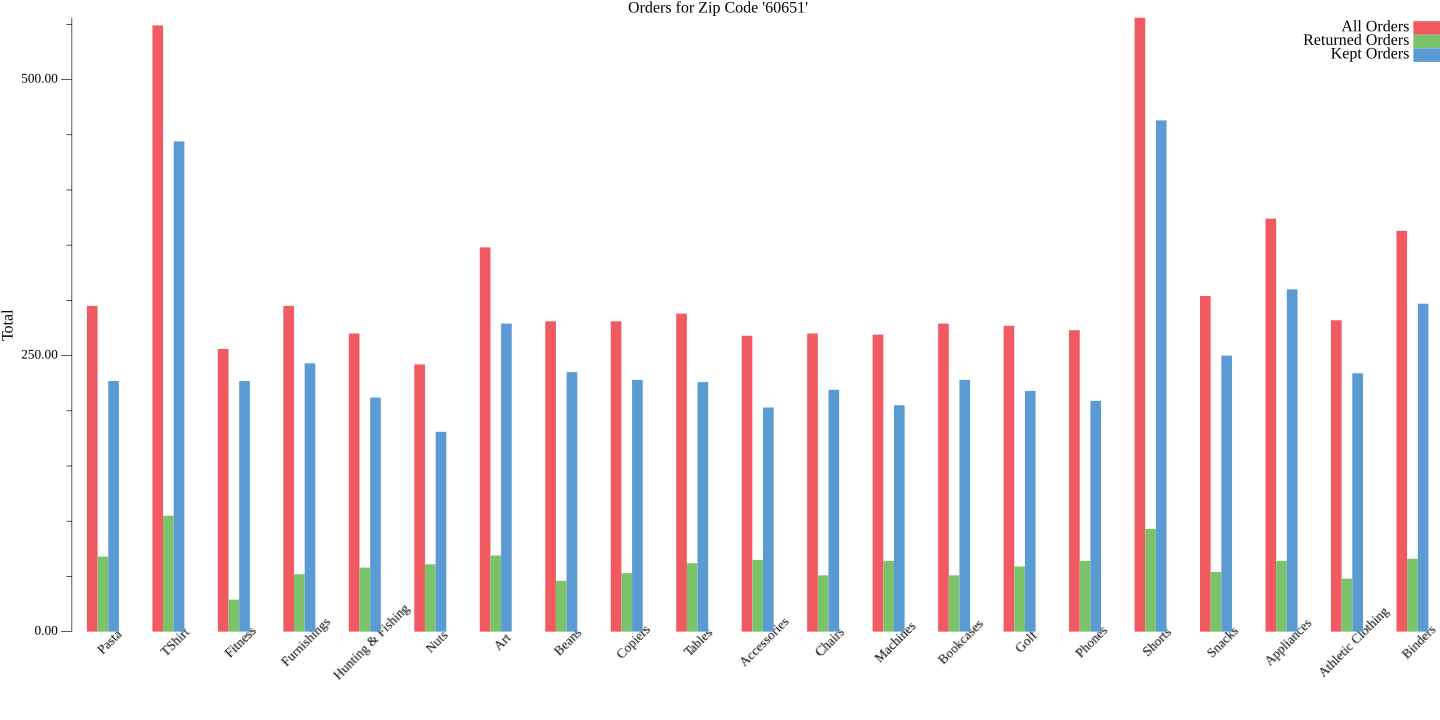 Orders for Zip Code '60651'
All Orders
Returned Orders
Kept Orders
500.00
250.00
0.00
Total
Pasta
TShirt
Fitness
Furnishings
Hunting & Fishing
Nuts
Art
Beans
Copiers
Tables
Accessories
Chairs
Machines
Bookcases
Golf
Phones
Shorts
Snacks
Appliances
Athletic Clothing
Binders